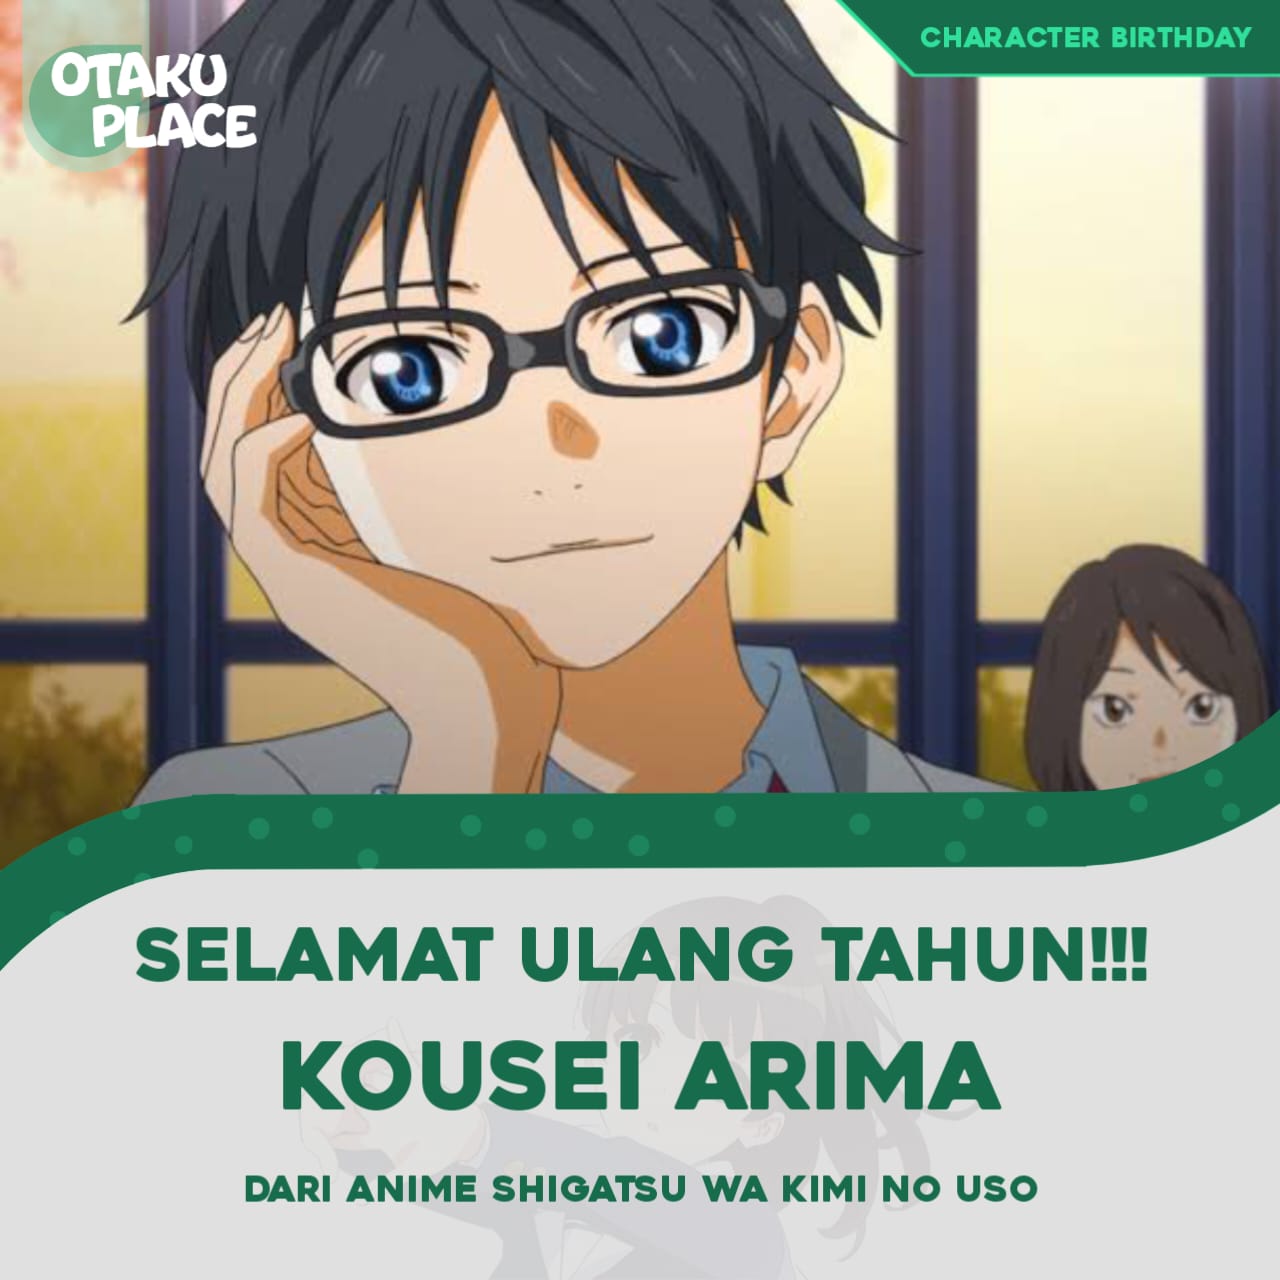 OTAKU
PLACE
CHARACTER BIRTHDAY
SELAMAT ULANG TAHUN!!!
KOUSEI ARIMA
DARI ANIME SHIGATSU WA KIMI NO USO